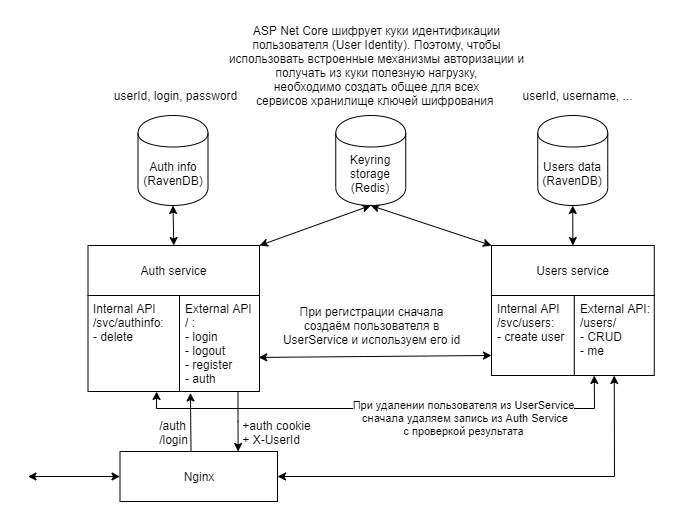 ASP Net Core шифрует куки идентификации
пользователя (User Identity). Поэтому, чтобы
использовать встроенные механизмы авторизации и
получать из куки полезную нагрузку,
необходимо создать общее для всех
сервисов хранилище ключей шифрования
userId, login, password
userId, username, ...
Auth info
(RavenDB)
Keyring
storage
(Redis)
Users data
(RavenDB)
Auth service
Users service
Internal API
/svc/authinfo:
- delete
External API
/ :
- login
- logout
- register
- auth
При регистрации сначала
создаём пользователя в
UserService и используем его id
Internal API
/svc/users:
- create user
External API:
/users/
- CRUD
- me
При удалении пользователя из UserService
сначала удаляем запись из Auth Service
с проверкой результата
/auth
/login
+auth cookie
+ X-UserId
Nginx